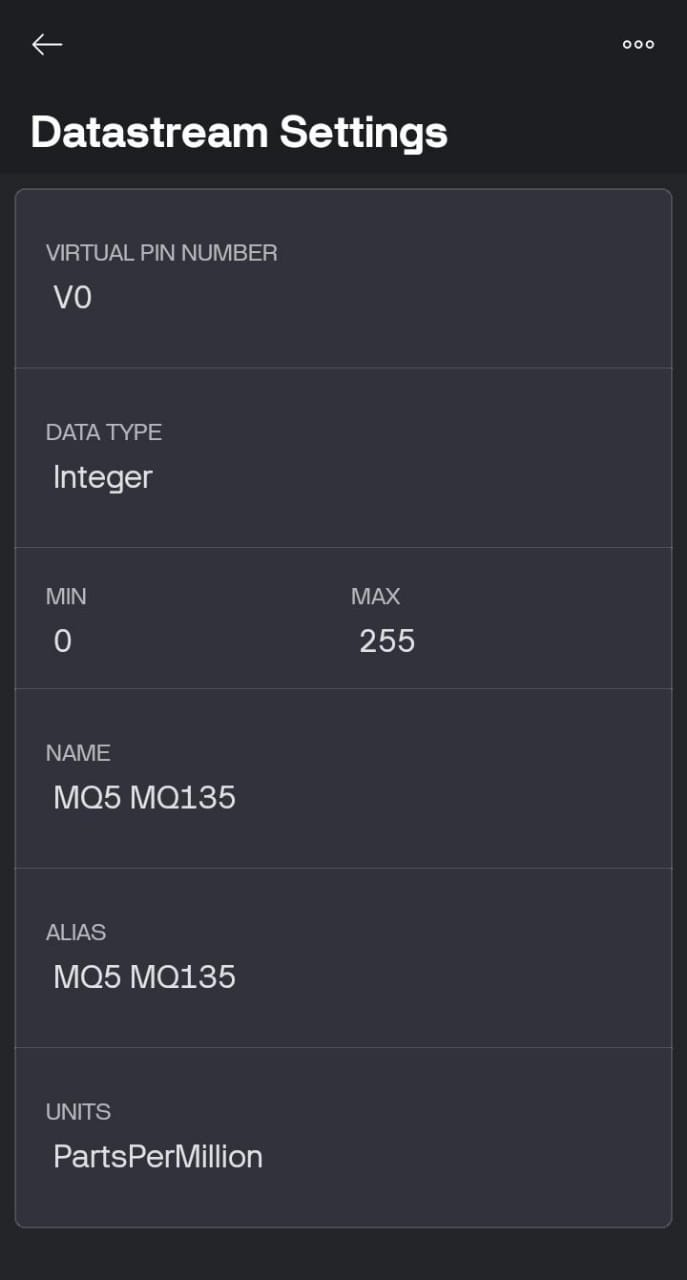 Datastream Settings
VIRTUAL PIN NUMBER
V0
DATA TYPE
Integer
MIN MAX
0 255
NAME
MQ5 MQ135
ALIAS
MQ5 MQ135
UNITS
PartsPerMillion